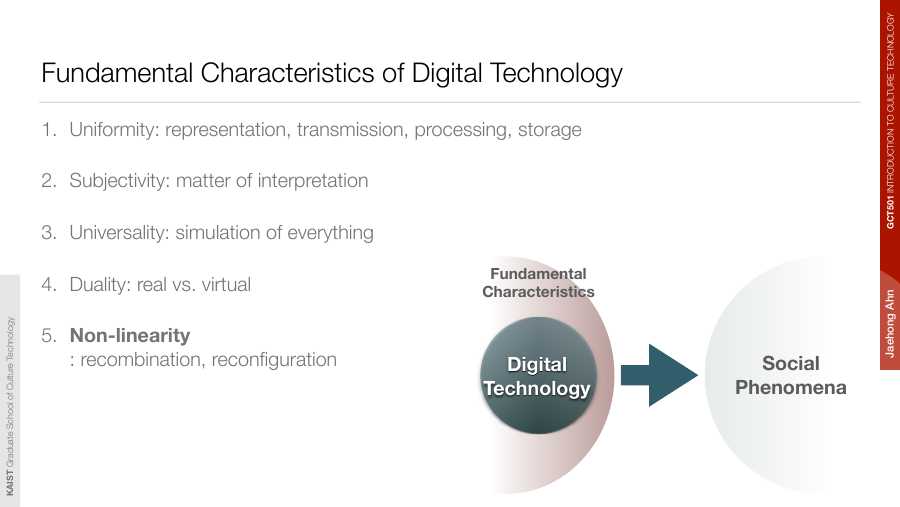 Fundamental Characteristics of Digital Technology
1. Uniformity: representation, transmission, processing, storage
2. Subjectivity: matter of interpretation
3. Universality: simulation of everything
4. Duality: real vs. virtual
5. Non-linearity
: recombination, reconfiguration
Fundamental
Characteristics
Digital
Technology
Social
Phenomena
GCT501 INTRODUCTION TO CULTURE TECHNOLOGY
Jaehong Ahn
KAIST Graduate School of Culture Technology